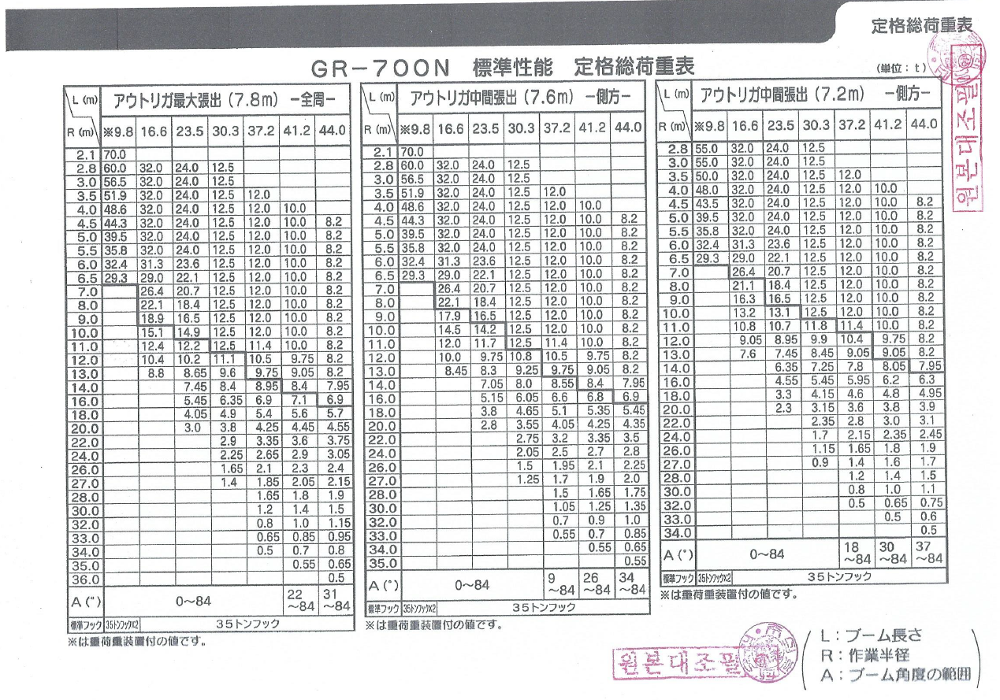 定格総荷重表
GR-700N 標準性能 定格総荷重表
(単位：t)
원본대조필
L (m) アウトリガ最大張出 (7.8m) －全周－
R (m) ※9.8 16.6 23.5 30.3 37.2 41.2 44.0
2.1 70.0
2.8 60.0 32.0 24.0 12.5
3.0 56.5 32.0 24.0 12.5
3.5 51.9 32.0 24.0 12.5 12.0
4.0 48.6 32.0 24.0 12.5 12.0 10.0
4.5 44.3 32.0 24.0 12.5 12.0 10.0 8.2
5.0 39.5 32.0 24.0 12.5 12.0 10.0 8.2
5.5 35.8 32.0 24.0 12.5 12.0 10.0 8.2
6.0 32.4 31.3 23.6 12.5 12.0 10.0 8.2
6.5 29.3 29.0 22.1 12.5 12.0 10.0 8.2
7.0 26.4 20.7 12.5 12.0 10.0 8.2
8.0 22.1 18.4 12.5 12.0 10.0 8.2
9.0 18.9 16.5 12.5 12.0 10.0 8.2
10.0 15.1 14.9 12.5 12.0 10.0 8.2
11.0 12.4 12.2 12.5 11.4 10.0 8.2
12.0 10.4 10.2 11.1 10.5 9.75 8.2
13.0 8.8 8.65 9.6 9.75 9.05 8.2
14.0 7.45 8.4 8.95 8.4 7.95
16.0 5.45 6.35 6.9 7.1 6.9
18.0 4.05 4.9 5.4 5.6 5.7
20.0 3.0 3.8 4.25 4.45 4.55
22.0 2.9 3.35 3.6 3.75
24.0 2.25 2.65 2.9 3.05
26.0 1.65 2.1 2.3 2.4
27.0 1.4 1.85 2.05 2.15
28.0 1.65 1.8 1.9
30.0 1.2 1.4 1.5
32.0 0.8 1.0 1.15
33.0 0.65 0.85 0.95
34.0 0.5 0.7 0.8
35.0 0.55 0.65
36.0 0.5
A (°) 0～84 22～84 31～84
標準フック 35トンフック×2 35トンフック
※は重荷重装置付の値です。
L (m) アウトリガ中間張出 (7.6m) －側方－
R (m) ※9.8 16.6 23.5 30.3 37.2 41.2 44.0
2.1 70.0
2.8 60.0 32.0 24.0 12.5
3.0 56.5 32.0 24.0 12.5
3.5 51.9 32.0 24.0 12.5 12.0
4.0 48.6 32.0 24.0 12.5 12.0 10.0
4.5 44.3 32.0 24.0 12.5 12.0 10.0 8.2
5.0 39.5 32.0 24.0 12.5 12.0 10.0 8.2
5.5 35.8 32.0 24.0 12.5 12.0 10.0 8.2
6.0 32.4 31.3 23.6 12.5 12.0 10.0 8.2
6.5 29.3 29.0 22.1 12.5 12.0 10.0 8.2
7.0 26.4 20.7 12.5 12.0 10.0 8.2
8.0 22.1 18.4 12.5 12.0 10.0 8.2
9.0 17.9 16.5 12.5 12.0 10.0 8.2
10.0 14.5 14.2 12.5 12.0 10.0 8.2
11.0 12.0 11.7 12.5 11.4 10.0 8.2
12.0 10.0 9.75 10.8 10.5 9.75 8.2
13.0 8.45 8.3 9.25 9.75 9.05 8.2
14.0 7.05 8.0 8.55 8.4 7.95
16.0 5.15 6.05 6.6 6.8 6.9
18.0 3.8 4.65 5.1 5.35 5.45
20.0 2.8 3.55 4.05 4.25 4.35
22.0 2.75 3.2 3.35 3.5
24.0 2.05 2.5 2.7 2.8
26.0 1.5 1.95 2.1 2.25
27.0 1.25 1.7 1.9 2.0
28.0 1.5 1.65 1.75
30.0 1.05 1.25 1.35
32.0 0.7 0.9 1.0
33.0 0.55 0.7 0.85
34.0 0.55 0.65
35.0 0.55
A (°) 0～84 9～84 26～84 34～84
標準フック 35トンフック×2 35トンフック
※は重荷重装置付の値です。
L (m) アウトリガ中間張出 (7.2m) －側方－
R (m) ※9.8 16.6 23.5 30.3 37.2 41.2 44.0
2.8 55.0 32.0 24.0 12.5
3.0 55.0 32.0 24.0 12.5
3.5 50.0 32.0 24.0 12.5 12.0
4.0 48.0 32.0 24.0 12.5 12.0 10.0
4.5 43.5 32.0 24.0 12.5 12.0 10.0 8.2
5.0 39.5 32.0 24.0 12.5 12.0 10.0 8.2
5.5 35.8 32.0 24.0 12.5 12.0 10.0 8.2
6.0 32.4 31.3 23.6 12.5 12.0 10.0 8.2
6.5 29.3 29.0 22.1 12.5 12.0 10.0 8.2
7.0 26.4 20.7 12.5 12.0 10.0 8.2
8.0 21.1 18.4 12.5 12.0 10.0 8.2
9.0 16.3 16.5 12.5 12.0 10.0 8.2
10.0 13.2 13.1 12.5 12.0 10.0 8.2
11.0 10.8 10.7 11.8 11.4 10.0 8.2
12.0 9.05 8.95 9.9 10.4 9.75 8.2
13.0 7.6 7.45 8.45 9.05 9.05 8.2
14.0 6.35 7.25 7.8 8.05 7.95
16.0 4.55 5.45 5.95 6.2 6.3
18.0 3.3 4.15 4.6 4.8 4.95
20.0 2.3 3.15 3.6 3.8 3.9
22.0 2.35 2.8 3.0 3.1
24.0 1.7 2.15 2.35 2.45
26.0 1.15 1.65 1.8 1.9
27.0 0.9 1.4 1.6 1.7
28.0 1.2 1.4 1.5
30.0 0.8 1.0 1.1
32.0 0.5 0.65 0.75
33.0 0.5 0.6
34.0 0.5
A (°) 0～84 18～84 30～84 37～84
標準フック 35トンフック×2 35トンフック
※は重荷重装置付の値です。
원본대조필
L：ブーム長さ
R：作業半径
A：ブーム角度の範囲